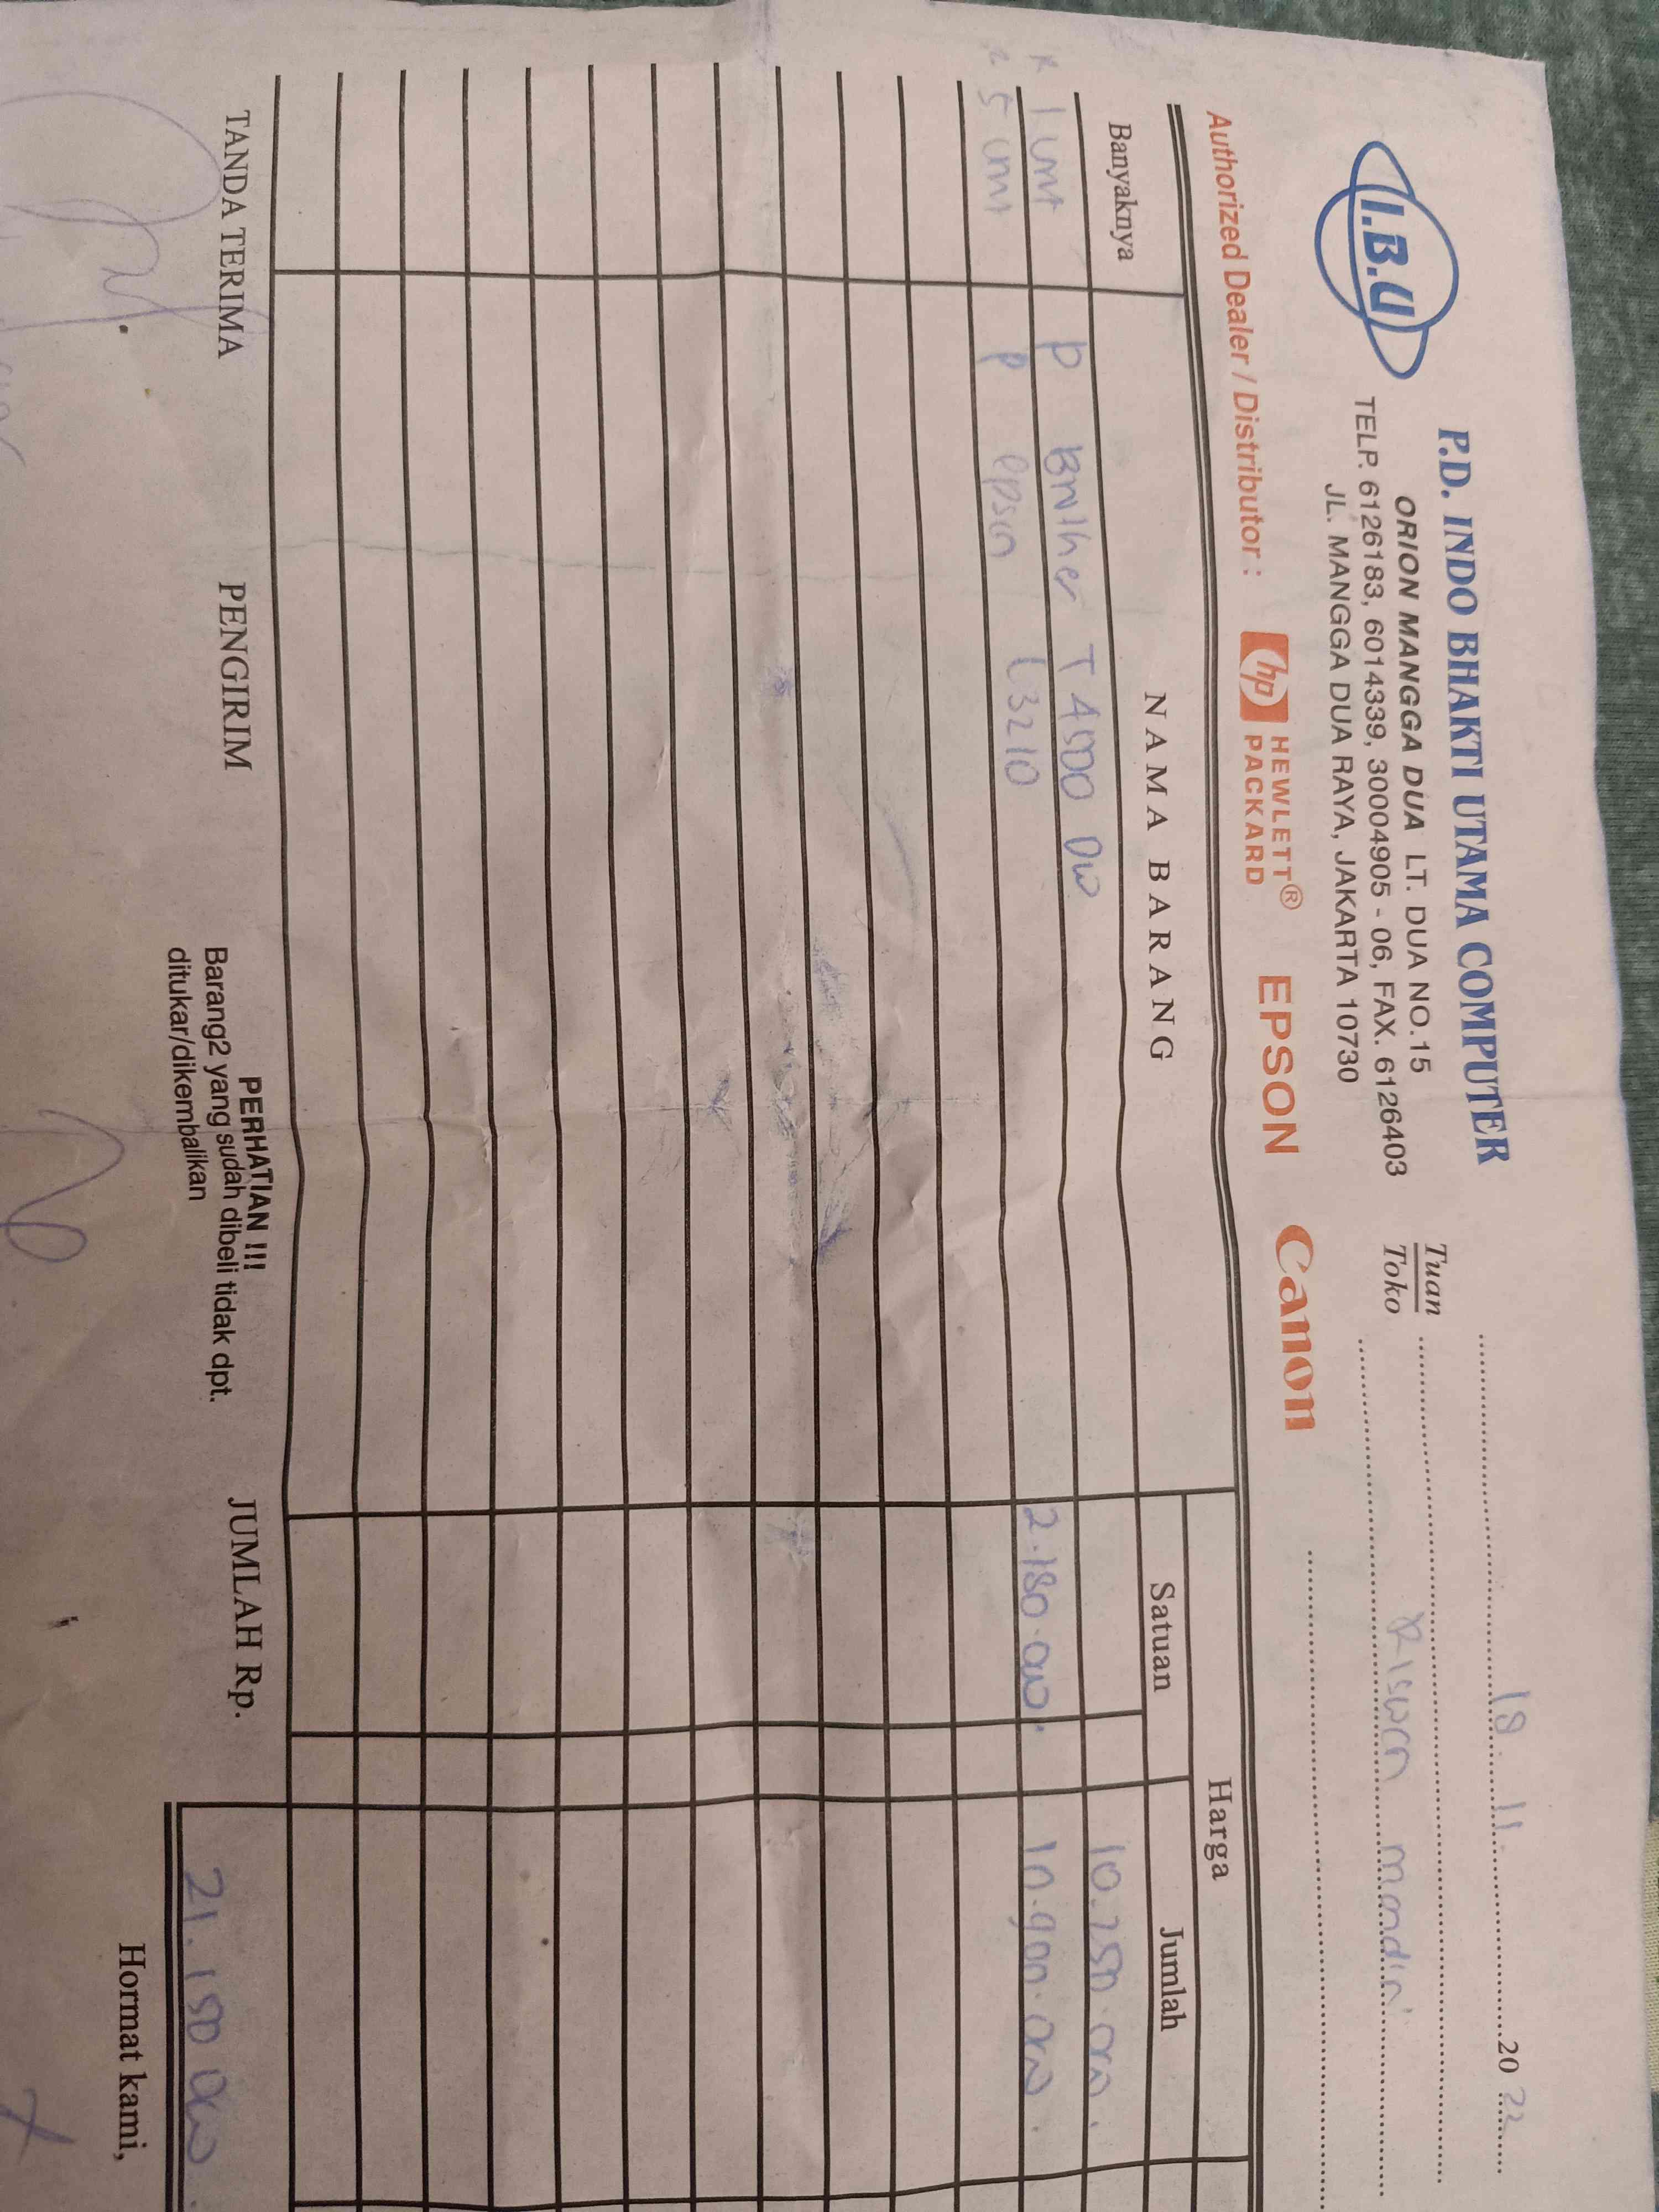 I.B.U
P.D. INDO BHAKTI UTAMA COMPUTER
ORION MANGGA DUA LT. DUA NO.15
TELP. 6126183, 6014339, 30004905 - 06, FAX. 6126403
JL. MANGGA DUA RAYA, JAKARTA 10730
18. 11. 2022
Tuan
Toko
mandiri
Authorized Dealer / Distributor : hp HEWLETT® PACKARD EPSON Canon
Banyaknya NAMA BARANG Harga
Satuan Jumlah
1 unit P Brother T4500 DW 10.250.000
5 unit P epson L3210 2.180.000 10.900.000
TANDA TERIMA PENGIRIM JUMLAH Rp. 21.150.000
PERHATIAN !!!
Barang2 yang sudah dibeli tidak dpt.
ditukar/dikembalikan
Hormat kami,